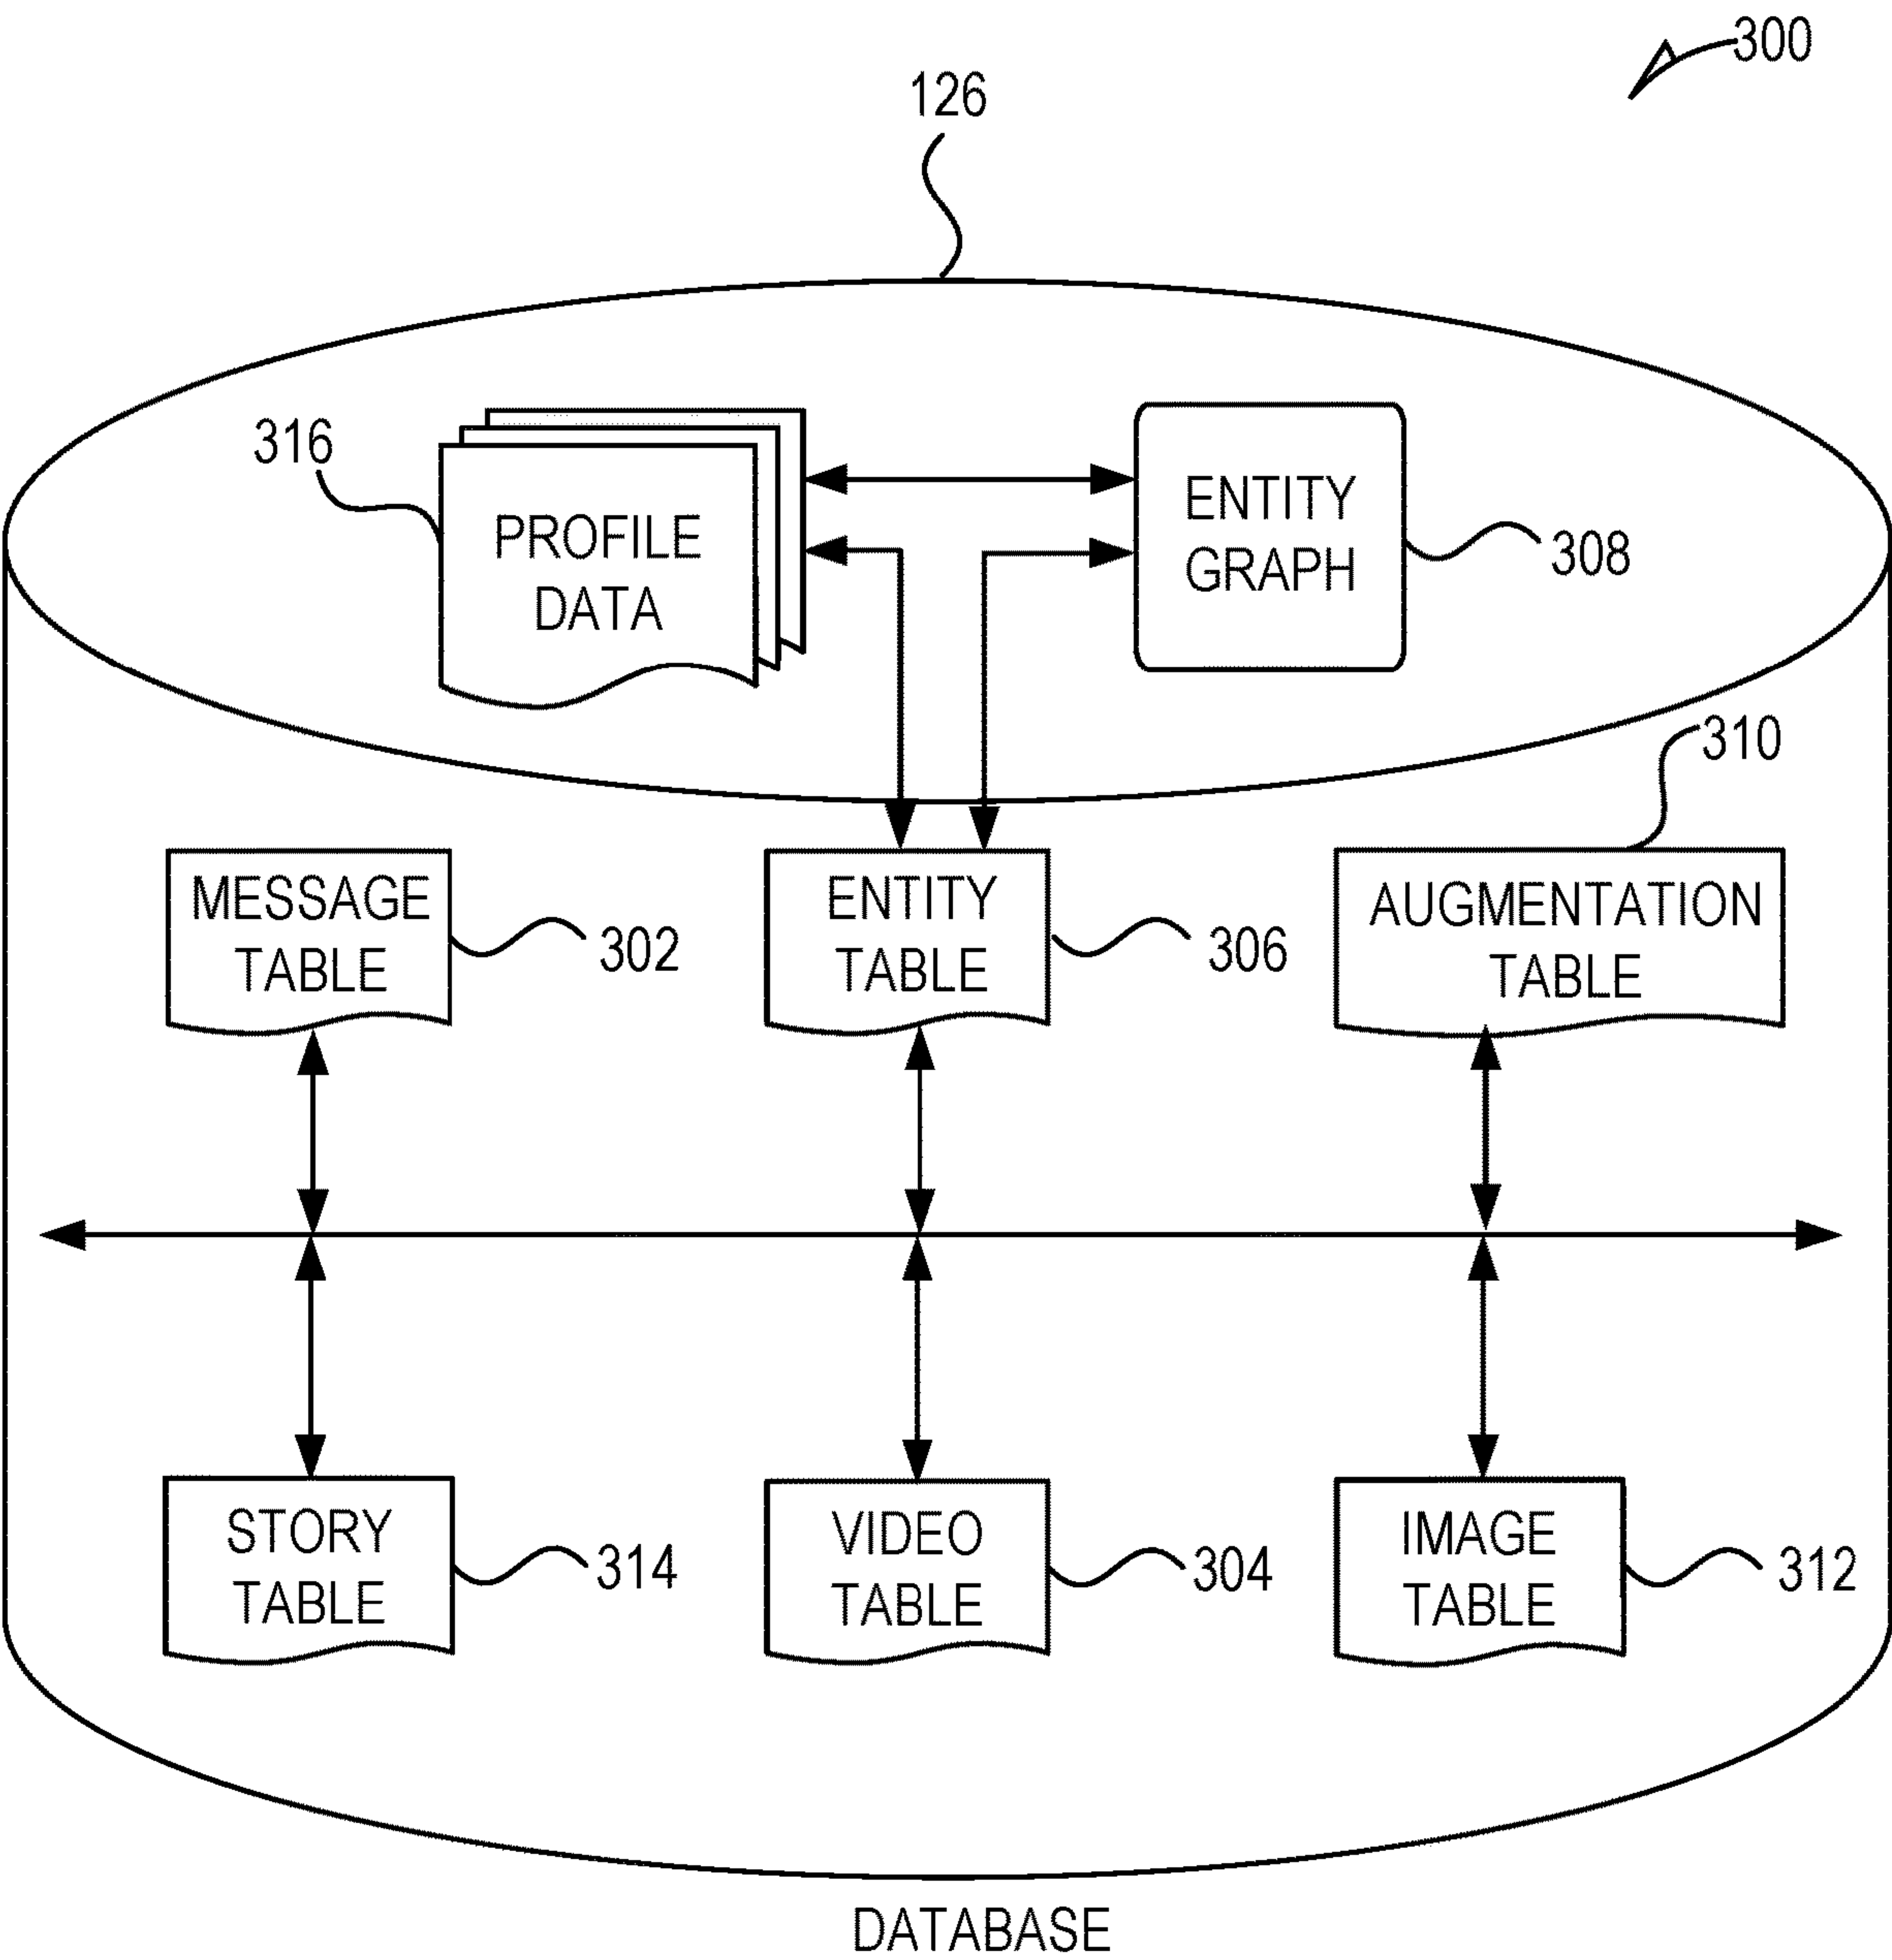 300
126
316
PROFILE
DATA
ENTITY
GRAPH
308
310
MESSAGE
TABLE
302
ENTITY
TABLE
306
AUGMENTATION
TABLE
STORY
TABLE
314
VIDEO
TABLE
304
IMAGE
TABLE
312
DATABASE